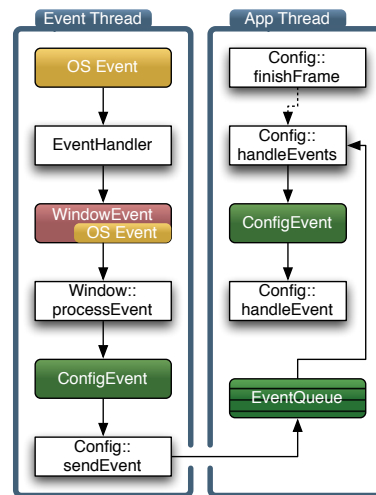 Event Thread
OS Event
EventHandler
WindowEvent
OS Event
Window::
processEvent
ConfigEvent
Config::
sendEvent
App Thread
Config::
finishFrame
Config::
handleEvents
ConfigEvent
Config::
handleEvent
EventQueue